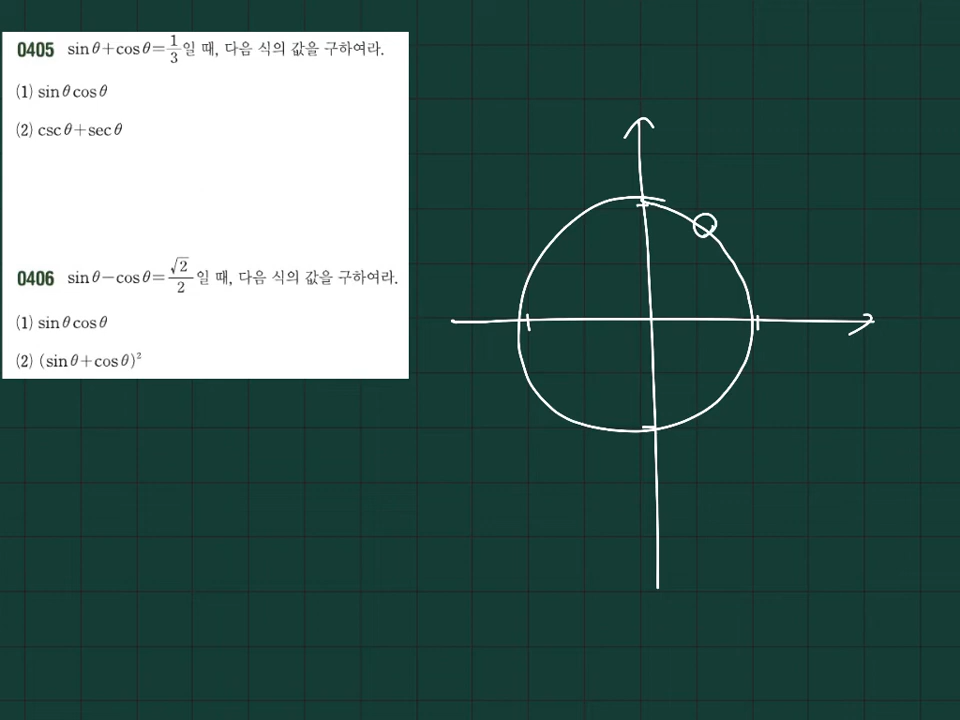 0405 sinθ+cosθ=1/3일 때, 다음 식의 값을 구하여라.
(1) sinθcosθ
(2) cscθ+secθ
0406 sinθ−cosθ=√2/2일 때, 다음 식의 값을 구하여라.
(1) sinθcosθ
(2) (sinθ+cosθ)²